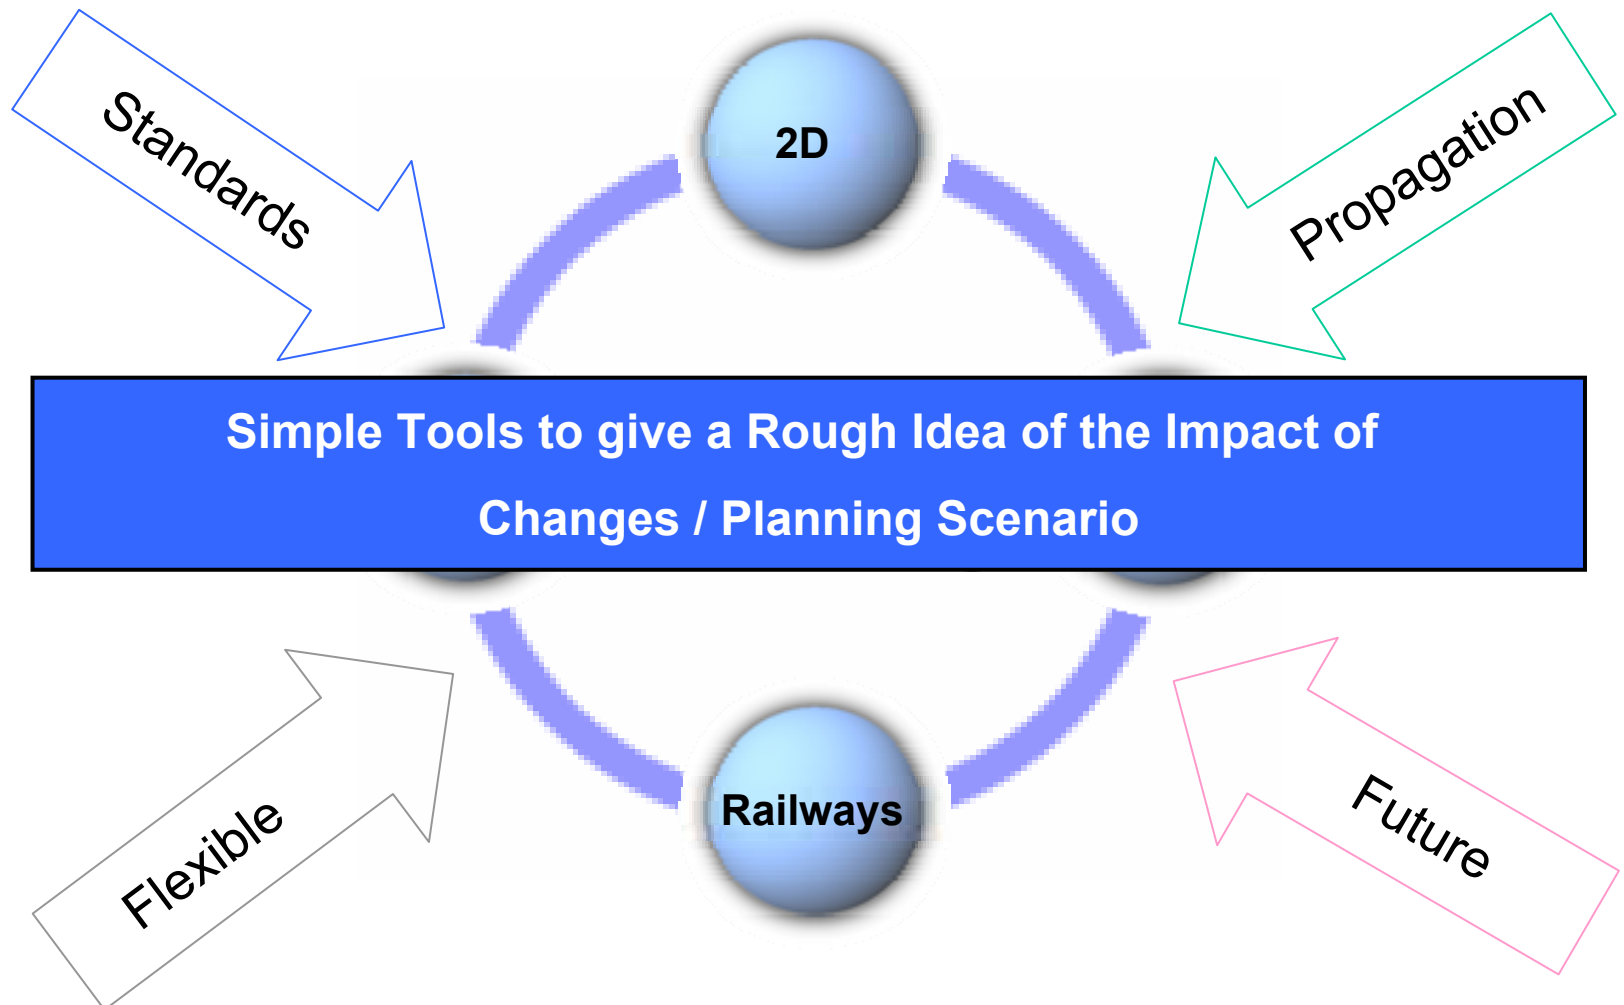 Standards
2D
Propagation
Simple Tools to give a Rough Idea of the Impact of
Changes / Planning Scenario
Flexible
Railways
Future